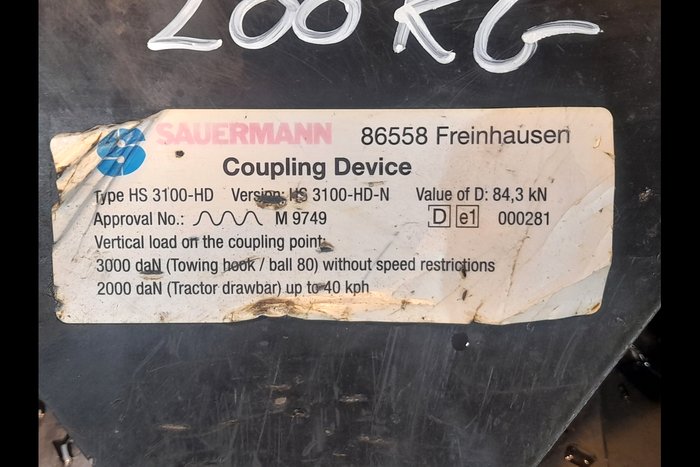 200KG
SAUERMANN 86558 Freinhausen
Coupling Device
Type HS 3100-HD Version: HS 3100-HD-N Value of D: 84,3 kN
Approval No.: M 9749 D e1 000281
Vertical load on the coupling point:
3000 daN (Towing hook / ball 80) without speed restrictions
2000 daN (Tractor drawbar) up to 40 kph